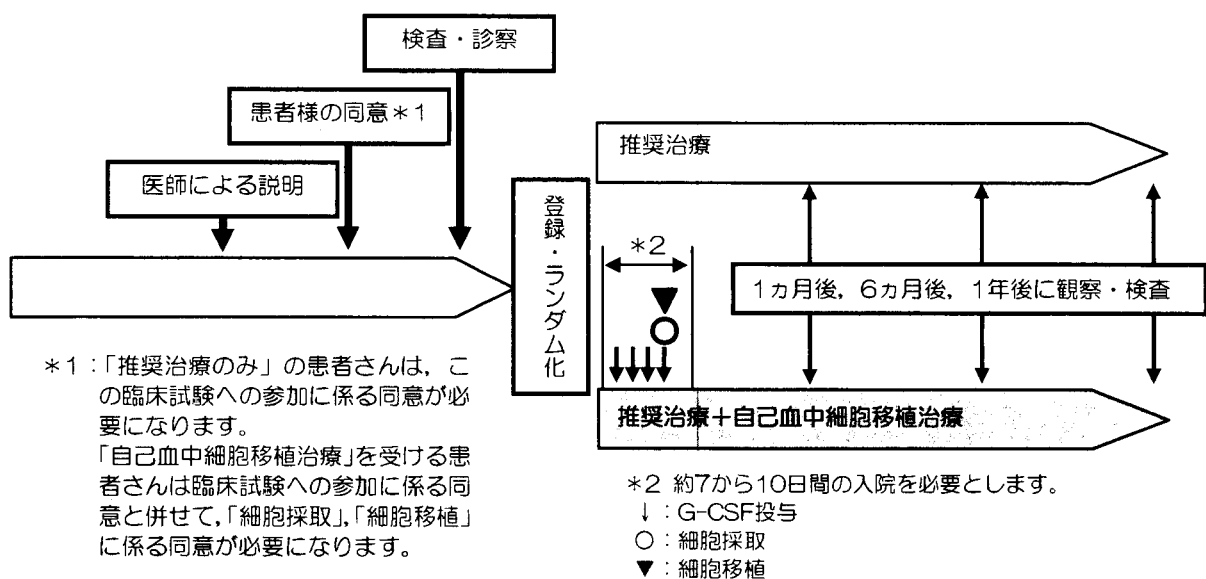 検査・診察
患者様の同意＊1
医師による説明
登録・ランダム化
推奨治療
＊2
1ヵ月後，6ヵ月後，1年後に観察・検査
推奨治療＋自己血中細胞移植治療
＊1：「推奨治療のみ」の患者さんは，こ
の臨床試験への参加に係る同意が必
要になります。
「自己血中細胞移植治療」を受ける患
者さんは臨床試験への参加に係る同
意と併せて，「細胞採取」，「細胞移植」
に係る同意が必要になります。
＊2 約7から10日間の入院を必要とします。
↓：G-CSF投与
○：細胞採取
▼：細胞移植